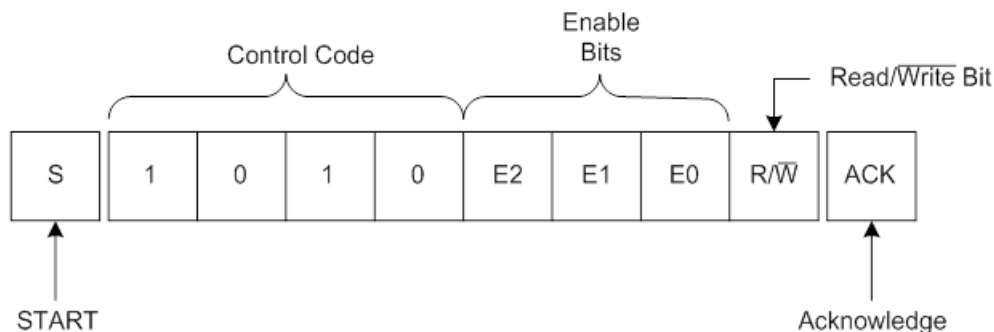 Enable
Bits
Control Code
Read/Write Bit
S 1 0 1 0 E2 E1 E0 R/W ACK
START
Acknowledge